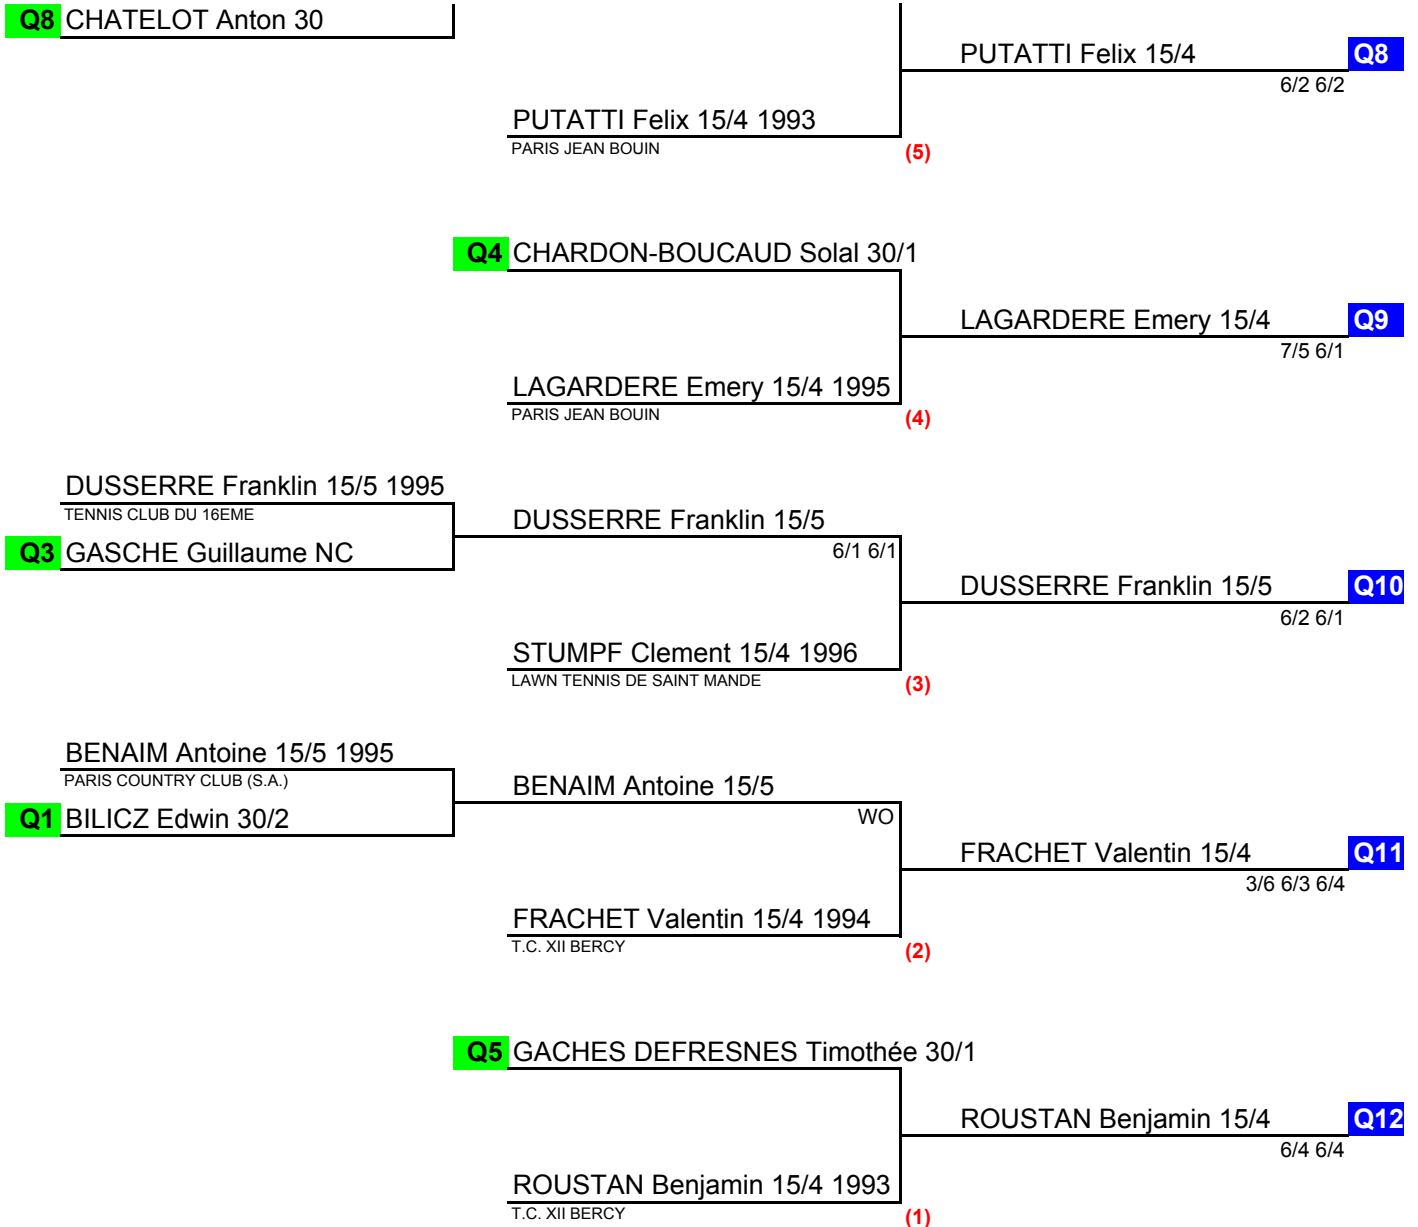 Q8 CHATELOT Anton 30
PUTATTI Felix 15/4 Q8
6/2 6/2
PUTATTI Felix 15/4 1993
PARIS JEAN BOUIN
(5)
Q4 CHARDON-BOUCAUD Solal 30/1
LAGARDERE Emery 15/4 Q9
7/5 6/1
LAGARDERE Emery 15/4 1995
PARIS JEAN BOUIN
(4)
DUSSERRE Franklin 15/5 1995
TENNIS CLUB DU 16EME
DUSSERRE Franklin 15/5
Q3 GASCHE Guillaume NC
6/1 6/1
DUSSERRE Franklin 15/5 Q10
6/2 6/1
STUMPF Clement 15/4 1996
LAWN TENNIS DE SAINT MANDE
(3)
BENAIM Antoine 15/5 1995
PARIS COUNTRY CLUB (S.A.)
BENAIM Antoine 15/5
Q1 BILICZ Edwin 30/2
WO
FRACHET Valentin 15/4 Q11
3/6 6/3 6/4
FRACHET Valentin 15/4 1994
T.C. XII BERCY
(2)
Q5 GACHES DEFRESNES Timothée 30/1
ROUSTAN Benjamin 15/4 Q12
6/4 6/4
ROUSTAN Benjamin 15/4 1993
T.C. XII BERCY
(1)